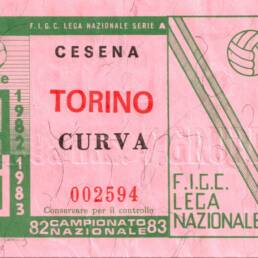 F.I.G.C. LEGA NAZIONALE SERIE A
CESENA
TORINO
CURVA
1982
1983
002594
Conservare per il controllo
82 CAMPIONATO NAZIONALE 83
F.I.G.C.
LEGA
NAZIONALE